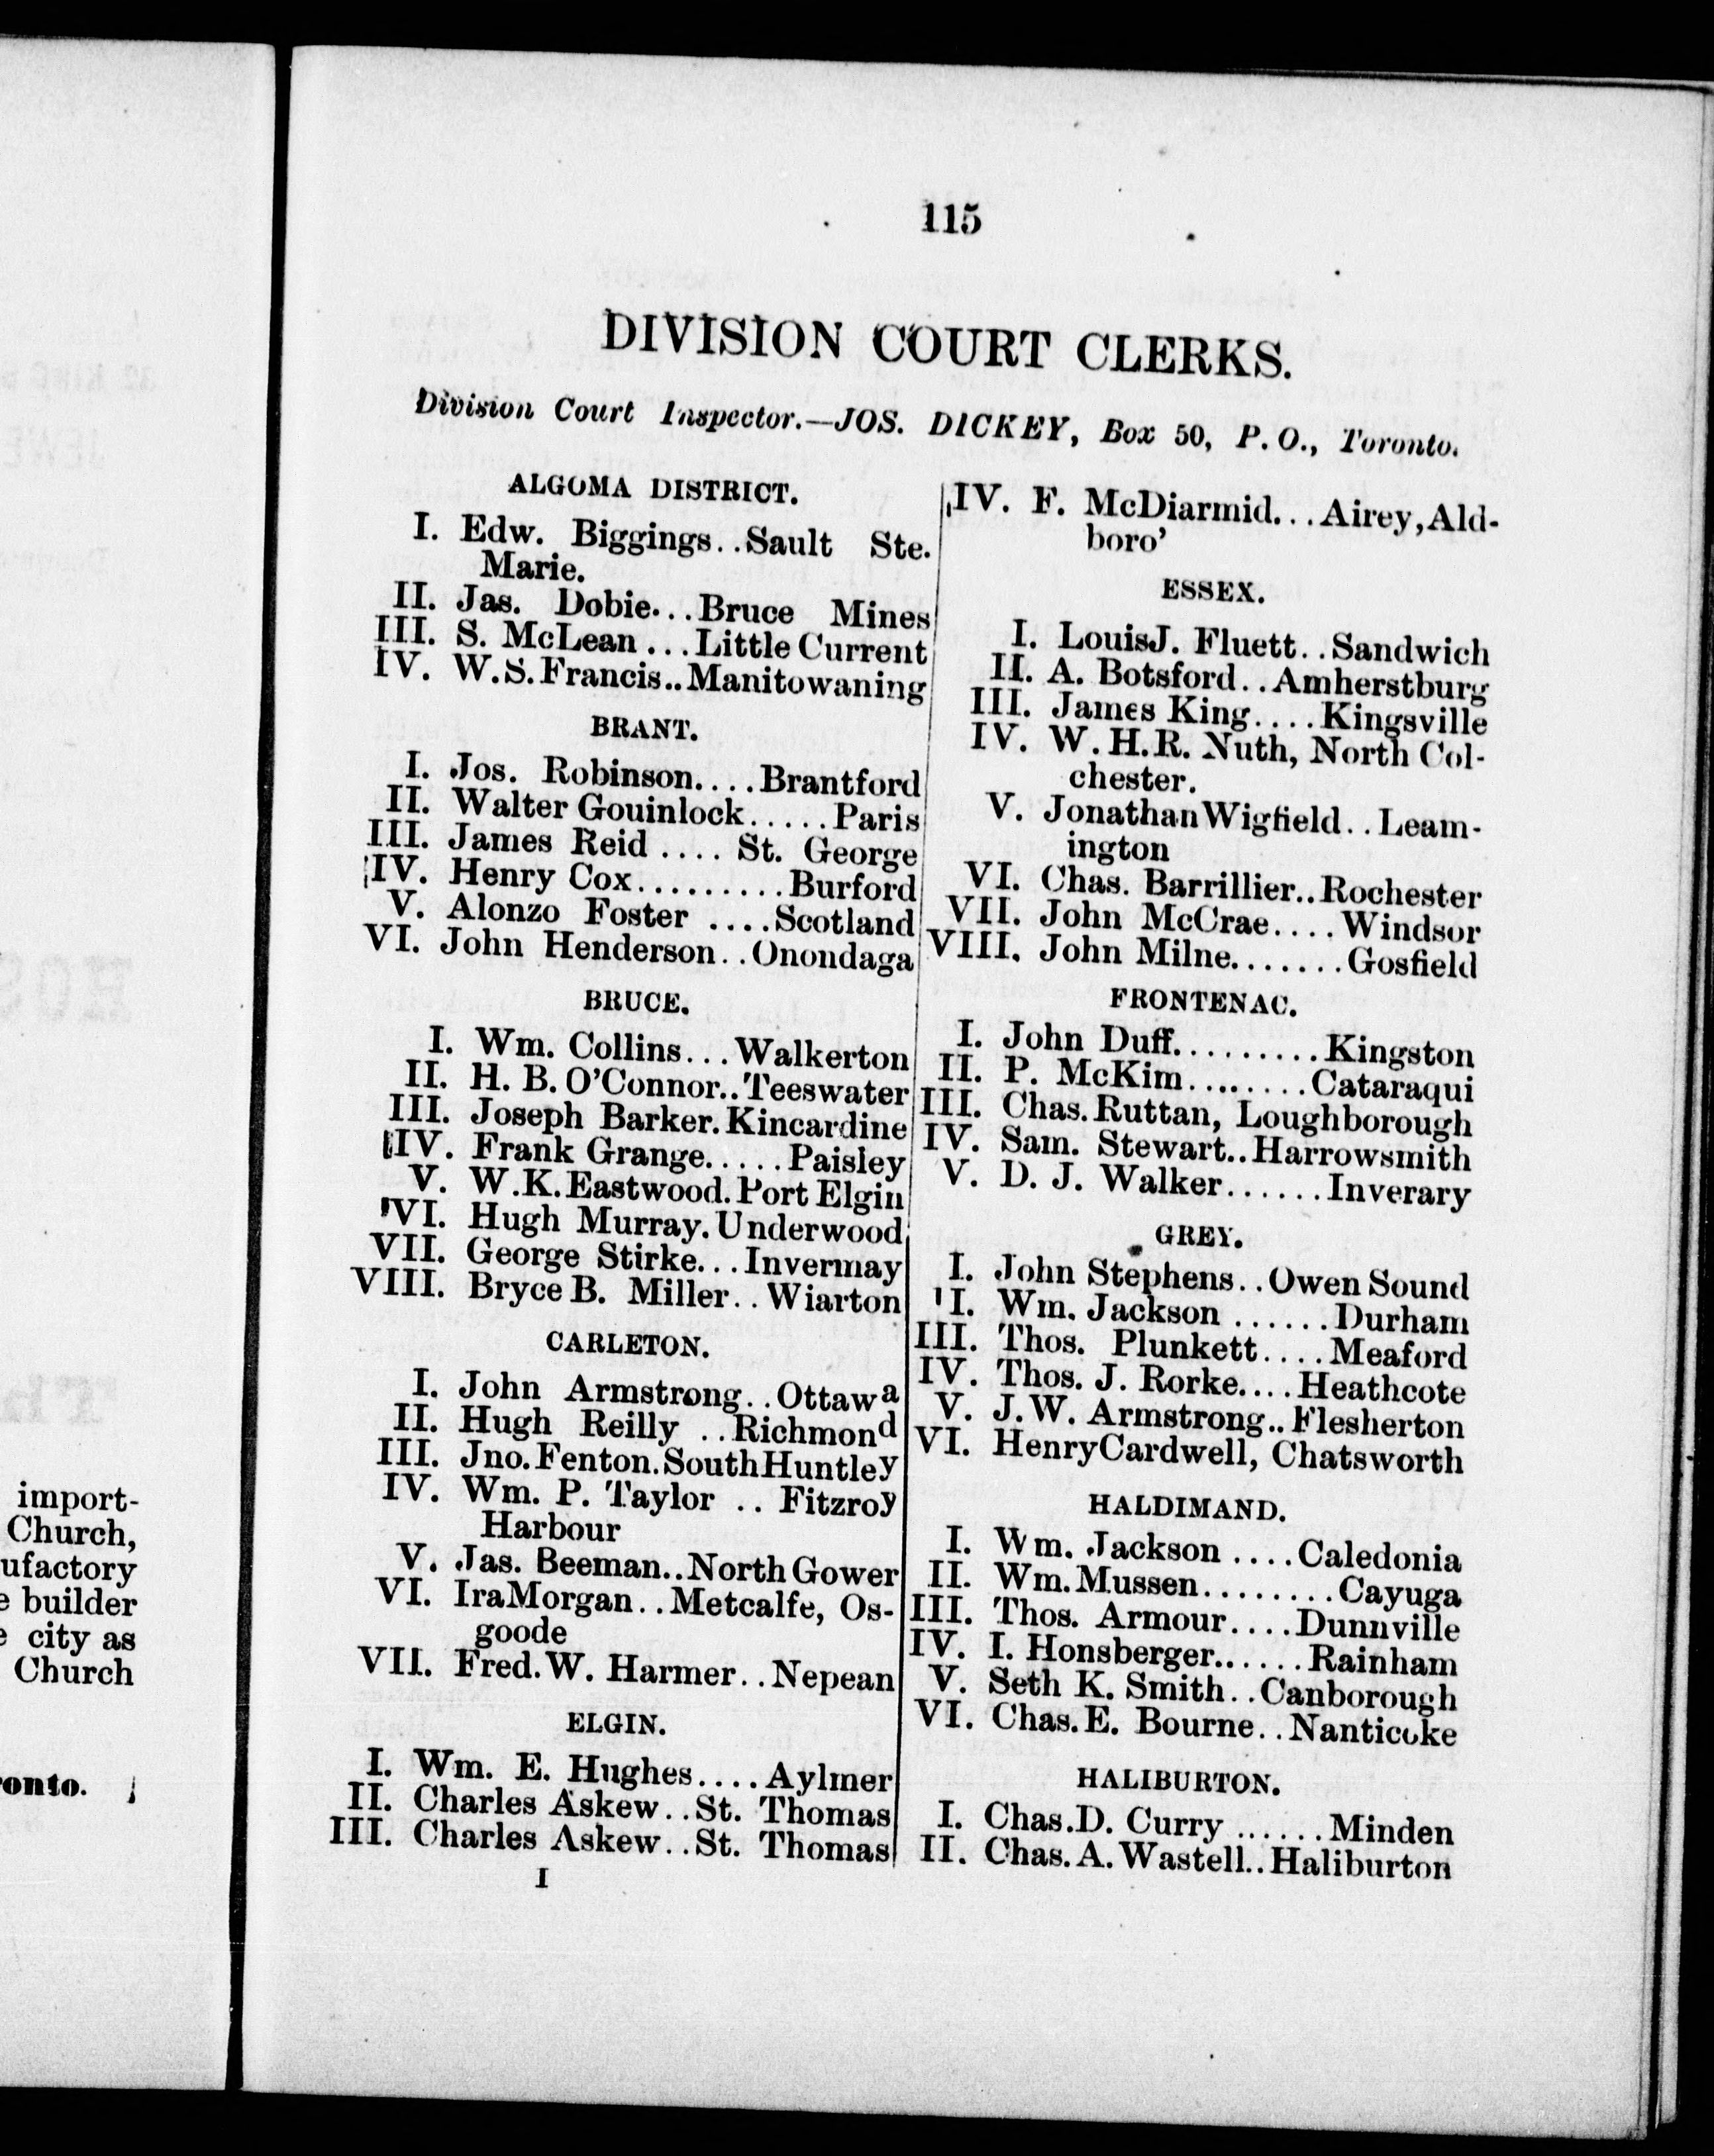 import-
Church,
ufactory
e builder
e city as
Church
onto.
115
DIVISION COURT CLERKS.
Division Court Inspector.—JOS. DICKEY, Box 50, P.O., Toronto.
ALGOMA DISTRICT.
I. Edw. Biggings..Sault Ste.
Marie.
II. Jas. Dobie...Bruce Mines
III. S. McLean ...Little Current
IV. W.S.Francis..Manitowaning
BRANT.
I. Jos. Robinson....Brantford
II. Walter Gouinlock.....Paris
III. James Reid .... St. George
IV. Henry Cox.........Burford
V. Alonzo Foster ....Scotland
VI. John Henderson..Onondaga
BRUCE.
I. Wm. Collins...Walkerton
II. H. B. O'Connor..Teeswater
III. Joseph Barker.Kincardine
IV. Frank Grange.....Paisley
V. W.K.Eastwood.Port Elgin
VI. Hugh Murray.Underwood
VII. George Stirke...Invermay
VIII. Bryce B. Miller..Wiarton
CARLETON.
I. John Armstrong..Ottawa
II. Hugh Reilly ..Richmond
III. Jno.Fenton.SouthHuntley
IV. Wm. P. Taylor .. Fitzroy
Harbour
V. Jas. Beeman..North Gower
VI. IraMorgan..Metcalfe, Os-
goode
VII. Fred.W. Harmer..Nepean
ELGIN.
I. Wm. E. Hughes....Aylmer
II. Charles Askew..St. Thomas
III. Charles Askew..St. Thomas
I
IV. F. McDiarmid...Airey,Ald-
boro'
ESSEX.
I. LouisJ. Fluett..Sandwich
II. A. Botsford..Amherstburg
III. James King....Kingsville
IV. W.H.R. Nuth, North Col-
chester.
V. JonathanWigfield..Leam-
ington
VI. Chas. Barrillier..Rochester
VII. John McCrae....Windsor
VIII. John Milne.......Gosfield
FRONTENAC.
I. John Duff.........Kingston
II. P. McKim........Cataraqui
III. Chas.Ruttan, Loughborough
IV. Sam. Stewart..Harrowsmith
V. D. J. Walker......Inverary
GREY.
I. John Stephens..Owen Sound
'I. Wm. Jackson ......Durham
III. Thos. Plunkett....Meaford
IV. Thos. J. Rorke....Heathcote
V. J.W. Armstrong..Flesherton
VI. HenryCardwell, Chatsworth
HALDIMAND.
I. Wm. Jackson ....Caledonia
II. Wm.Mussen........Cayuga
III. Thos. Armour....Dunnville
IV. I. Honsberger......Rainham
V. Seth K. Smith..Canborough
VI. Chas.E. Bourne..Nanticoke
HALIBURTON.
I. Chas.D. Curry ......Minden
II. Chas.A.Wastell..Haliburton